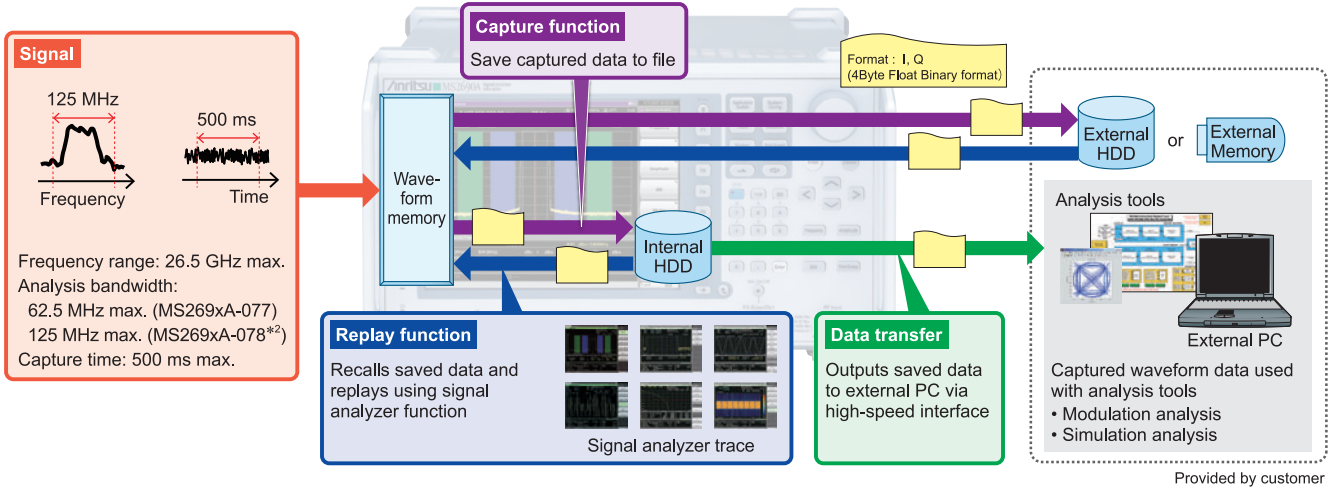 Signal
125 MHz
500 ms
Frequency
Time
Frequency range: 26.5 GHz max.
Analysis bandwidth:
62.5 MHz max. (MS269xA-077)
125 MHz max. (MS269xA-078*2)
Capture time: 500 ms max.
Capture function
Save captured data to file
Anritsu MS2690A
Wave-
form
memory
Internal
HDD
Format : I, Q
(4Byte Float Binary format)
External
HDD
or
External
Memory
Replay function
Recalls saved data and
replays using signal
analyzer function
Signal analyzer trace
Data transfer
Outputs saved data
to external PC via
high-speed interface
Analysis tools
External PC
Captured waveform data used
with analysis tools
• Modulation analysis
• Simulation analysis
Provided by customer